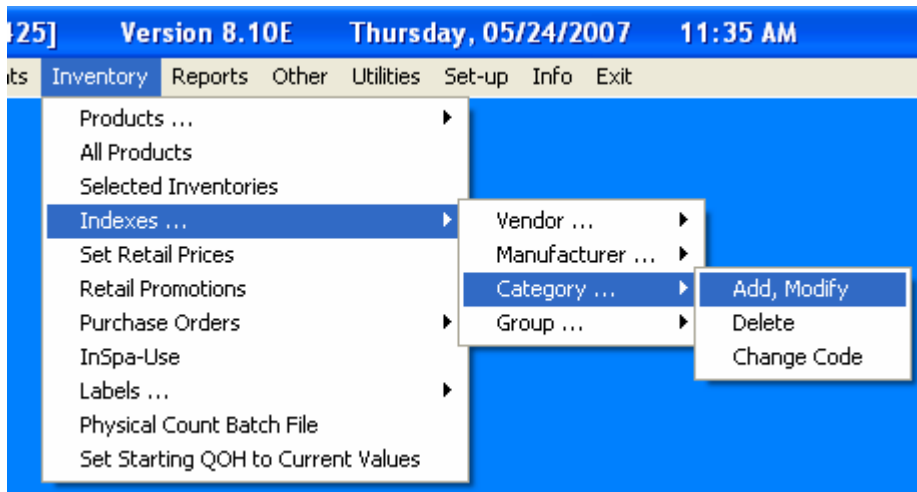 425] Version 8.10E Thursday, 05/24/2007 11:35 AM
ts Inventory Reports Other Utilities Set-up Info Exit
Products ...
All Products
Selected Inventories
Indexes ...
Set Retail Prices
Retail Promotions
Purchase Orders
InSpa-Use
Labels ...
Physical Count Batch File
Set Starting QOH to Current Values
Vendor ...
Manufacturer ...
Category ...
Group ...
Add, Modify
Delete
Change Code